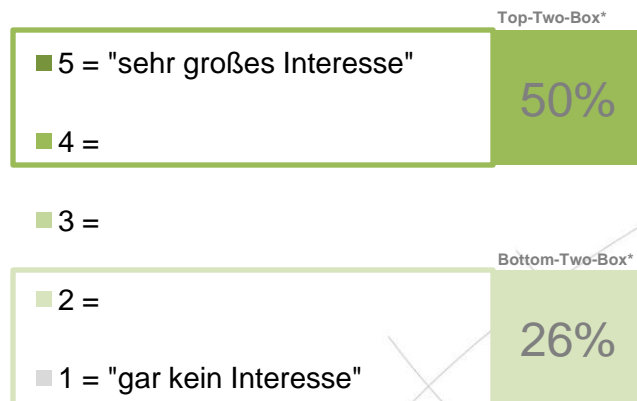 Top-Two-Box*
5 = "sehr großes Interesse"
50%
4 =
3 =
Bottom-Two-Box*
2 =
26%
1 = "gar kein Interesse"